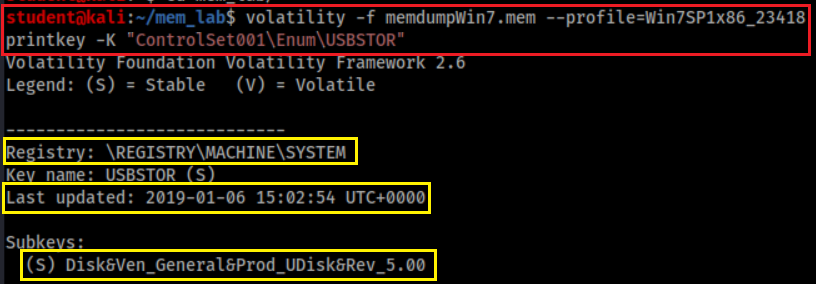 student@kali:~/mem_lab$ volatility -f memdumpWin7.mem --profile=Win7SP1x86_23418
printkey -K "ControlSet001\Enum\USBSTOR"
Volatility Foundation Volatility Framework 2.6
Legend: (S) = Stable   (V) = Volatile
----------------------------
Registry: \REGISTRY\MACHINE\SYSTEM
Key name: USBSTOR (S)
Last updated: 2019-01-06 15:02:54 UTC+0000
Subkeys:
  (S) Disk&Ven_General&Prod_UDisk&Rev_5.00